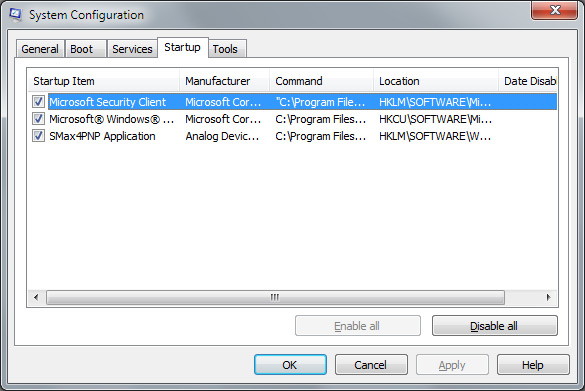 System Configuration
General Boot Services Startup Tools
Startup Item Manufacturer Command Location Date Disab
Microsoft Security Client Microsoft Cor... "C:\Program File... HKLM\SOFTWARE\Mi...
Microsoft® Windows® ... Microsoft Cor... C:\Program Files... HKCU\SOFTWARE\Mi...
SMax4PNP Application Analog Devic... C:\Program Files... HKLM\SOFTWARE\W...
Enable all Disable all
OK Cancel Apply Help